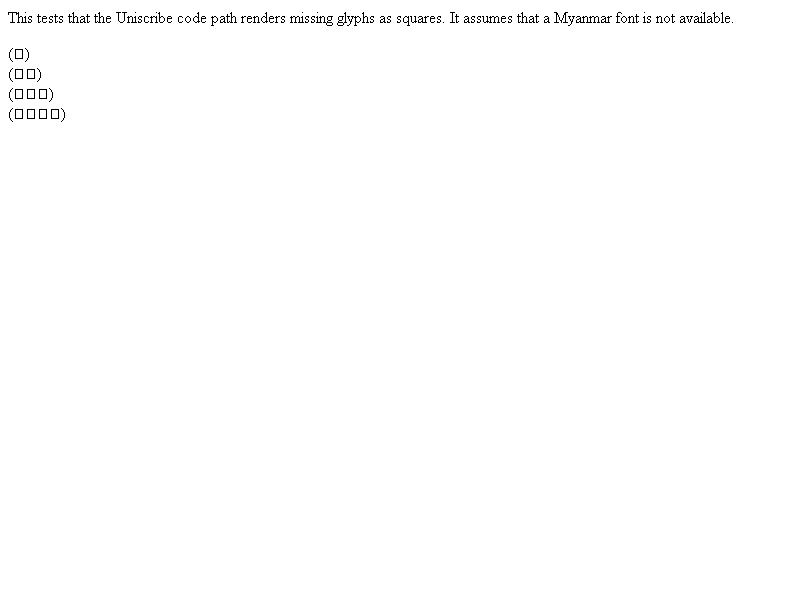 This tests that the Uniscribe code path renders missing glyphs as squares. It assumes that a Myanmar font is not available.
(□)
(□□)
(□□□)
(□□□□)